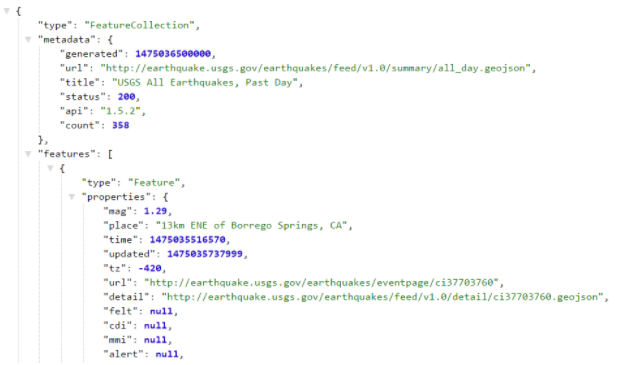 {
"type": "FeatureCollection",
"metadata": {
"generated": 1475036500000,
"url": "http://earthquake.usgs.gov/earthquakes/feed/v1.0/summary/all_day.geojson",
"title": "USGS All Earthquakes, Past Day",
"status": 200,
"api": "1.5.2",
"count": 358
},
"features": [
{
"type": "Feature",
"properties": {
"mag": 1.29,
"place": "13km ENE of Borrego Springs, CA",
"time": 1475035516570,
"updated": 1475035737999,
"tz": -420,
"url": "http://earthquake.usgs.gov/earthquakes/eventpage/ci37703760",
"detail": "http://earthquake.usgs.gov/earthquakes/feed/v1.0/detail/ci37703760.geojson",
"felt": null,
"cdi": null,
"mmi": null,
"alert": null,